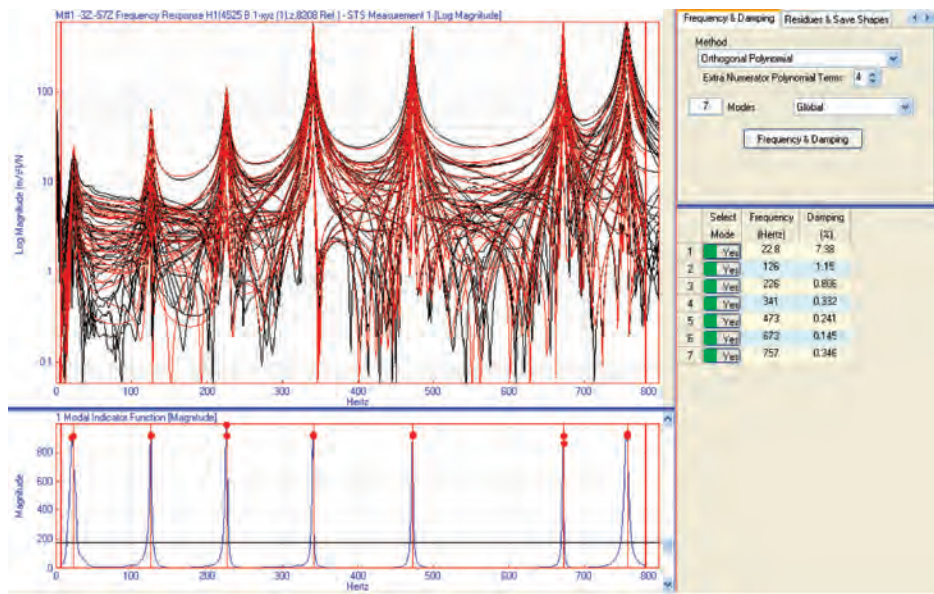 M#1 -3Z-57Z Frequency Response H1(4525 B 1-xyz (1).z,8208 Ref.) - STS Measurement 1 [Log Magnitude]
100
10
1
0.1
Log Magnitude (m/s²)/N
0 100 200 300 400 500 600 700 800
Hertz
1 Modal Indicator Function [Magnitude]
800
600
400
200
0
Magnitude
0 100 200 300 400 500 600 700 800
Hertz
Frequency & Damping Residues & Save Shapes
Method
Orthogonal Polynomial
Extra Numerator Polynomial Terms 4
7 Modes Global
Frequency & Damping
Select Mode Frequency (Hertz) Damping (%)
1 Yes 22.8 7.38
2 Yes 126 1.15
3 Yes 226 0.866
4 Yes 341 0.332
5 Yes 473 0.241
6 Yes 673 0.145
7 Yes 757 0.346